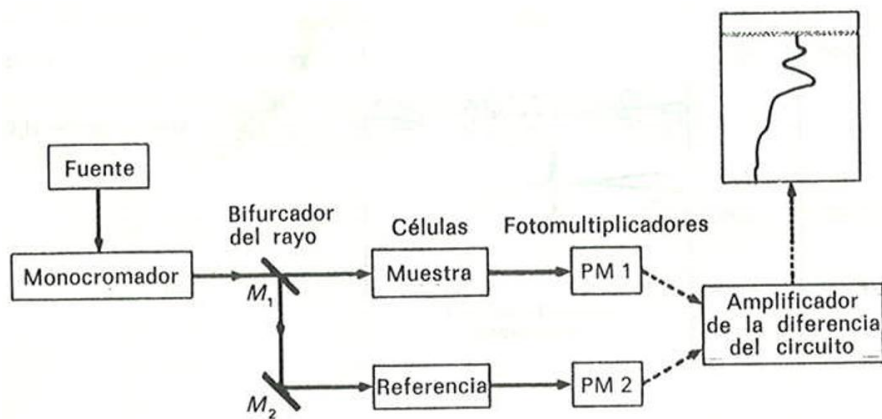 Fuente
Monocromador
Bifurcador
del rayo
M₁
M₂
Células
Muestra
Referencia
Fotomultiplicadores
PM 1
PM 2
Amplificador
de la diferencia
del circuito